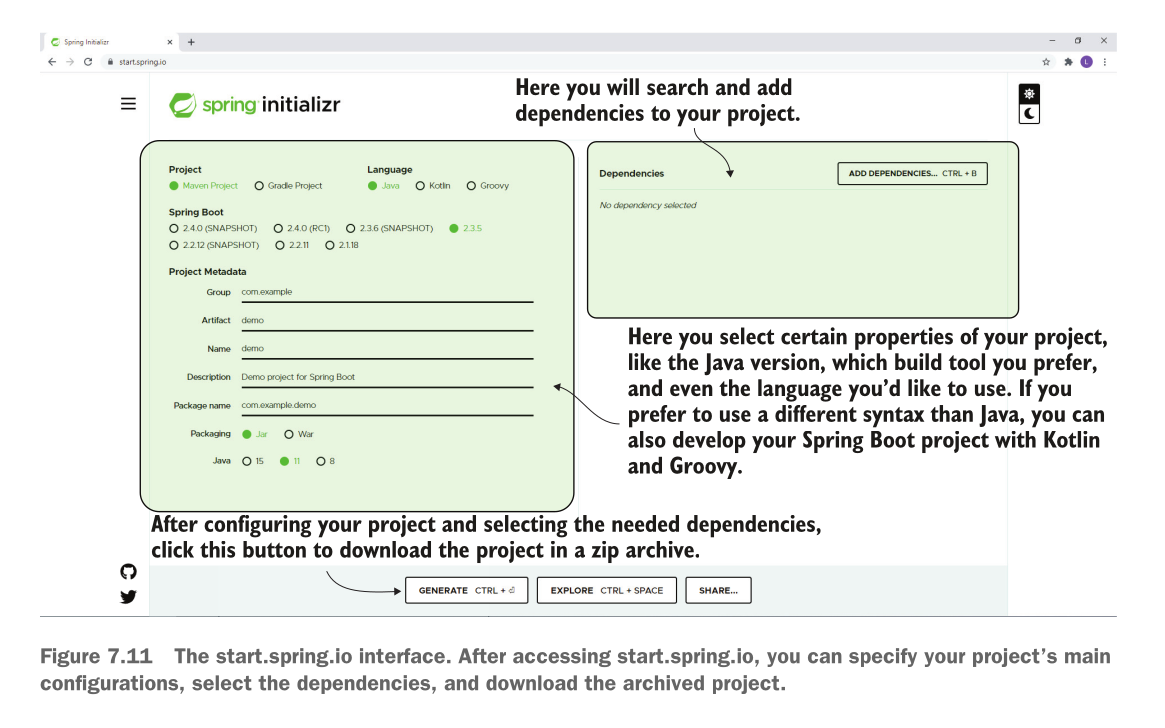 Spring Initializr
start.spring.io
L
spring initializr
Here you will search and add
dependencies to your project.
Project
Maven Project Gradle Project
Language
Java Kotlin Groovy
Spring Boot
2.4.0 (SNAPSHOT) 2.4.0 (RC1) 2.3.6 (SNAPSHOT) 2.3.5
2.2.12 (SNAPSHOT) 2.2.11 2.1.18
Project Metadata
Group com.example
Artifact demo
Name demo
Description Demo project for Spring Boot
Package name com.example.demo
Packaging Jar War
Java 15 11 8
Dependencies
ADD DEPENDENCIES... CTRL + B
No dependency selected
Here you select certain properties of your project,
like the Java version, which build tool you prefer,
and even the language you’d like to use. If you
prefer to use a different syntax than Java, you can
also develop your Spring Boot project with Kotlin
and Groovy.
After configuring your project and selecting the needed dependencies,
click this button to download the project in a zip archive.
GENERATE CTRL + ⏎
EXPLORE CTRL + SPACE
SHARE...
Figure 7.11 The start.spring.io interface. After accessing start.spring.io, you can specify your project’s main
configurations, select the dependencies, and download the archived project.